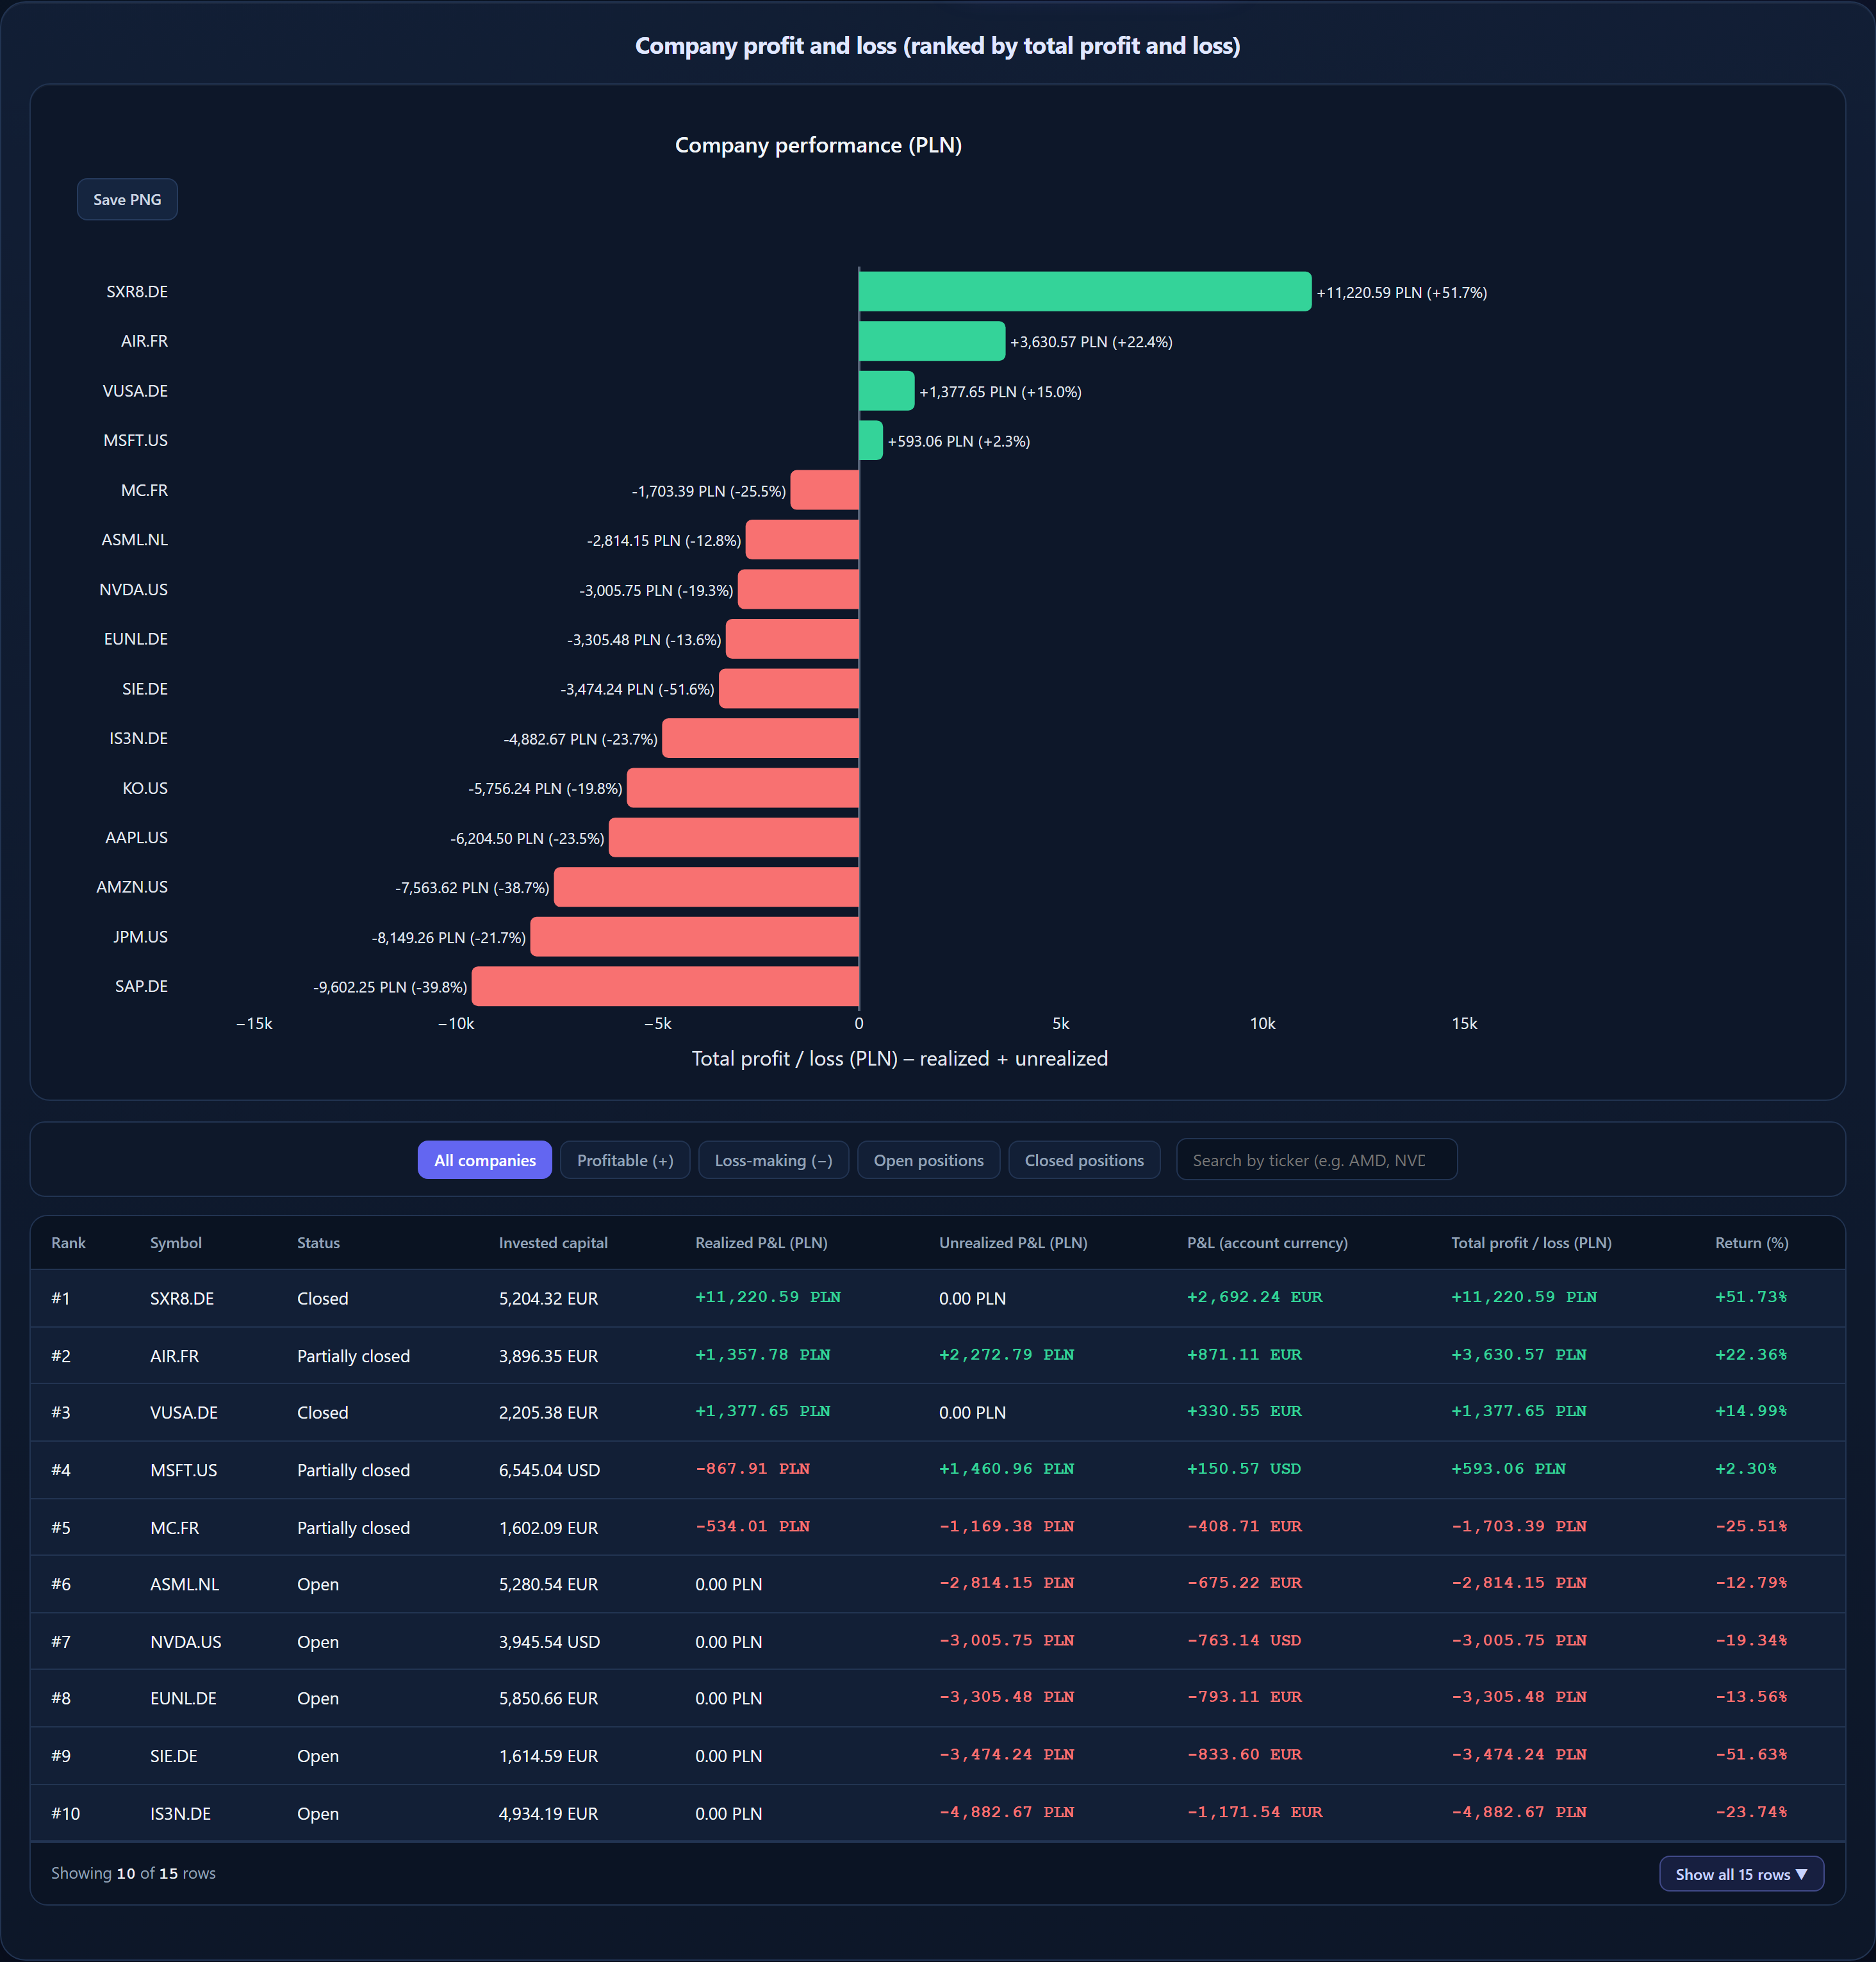 Company profit and loss (ranked by total profit and loss)
Company performance (PLN)
Save PNG
SXR8.DE +11,220.59 PLN (+51.7%)
AIR.FR +3,630.57 PLN (+22.4%)
VUSA.DE +1,377.65 PLN (+15.0%)
MSFT.US +593.06 PLN (+2.3%)
MC.FR -1,703.39 PLN (-25.5%)
ASML.NL -2,814.15 PLN (-12.8%)
NVDA.US -3,005.75 PLN (-19.3%)
EUNL.DE -3,305.48 PLN (-13.6%)
SIE.DE -3,474.24 PLN (-51.6%)
IS3N.DE -4,882.67 PLN (-23.7%)
KO.US -5,756.24 PLN (-19.8%)
AAPL.US -6,204.50 PLN (-23.5%)
AMZN.US -7,563.62 PLN (-38.7%)
JPM.US -8,149.26 PLN (-21.7%)
SAP.DE -9,602.25 PLN (-39.8%)
−15k −10k −5k 0 5k 10k 15k
Total profit / loss (PLN) – realized + unrealized
All companies Profitable (+) Loss-making (−) Open positions Closed positions Search by ticker (e.g. AMD, NVD
Rank Symbol Status Invested capital Realized P&L (PLN) Unrealized P&L (PLN) P&L (account currency) Total profit / loss (PLN) Return (%)
#1 SXR8.DE Closed 5,204.32 EUR +11,220.59 PLN 0.00 PLN +2,692.24 EUR +11,220.59 PLN +51.73%
#2 AIR.FR Partially closed 3,896.35 EUR +1,357.78 PLN +2,272.79 PLN +871.11 EUR +3,630.57 PLN +22.36%
#3 VUSA.DE Closed 2,205.38 EUR +1,377.65 PLN 0.00 PLN +330.55 EUR +1,377.65 PLN +14.99%
#4 MSFT.US Partially closed 6,545.04 USD -867.91 PLN +1,460.96 PLN +150.57 USD +593.06 PLN +2.30%
#5 MC.FR Partially closed 1,602.09 EUR -534.01 PLN -1,169.38 PLN -408.71 EUR -1,703.39 PLN -25.51%
#6 ASML.NL Open 5,280.54 EUR 0.00 PLN -2,814.15 PLN -675.22 EUR -2,814.15 PLN -12.79%
#7 NVDA.US Open 3,945.54 USD 0.00 PLN -3,005.75 PLN -763.14 USD -3,005.75 PLN -19.34%
#8 EUNL.DE Open 5,850.66 EUR 0.00 PLN -3,305.48 PLN -793.11 EUR -3,305.48 PLN -13.56%
#9 SIE.DE Open 1,614.59 EUR 0.00 PLN -3,474.24 PLN -833.60 EUR -3,474.24 PLN -51.63%
#10 IS3N.DE Open 4,934.19 EUR 0.00 PLN -4,882.67 PLN -1,171.54 EUR -4,882.67 PLN -23.74%
Showing 10 of 15 rows Show all 15 rows ▼